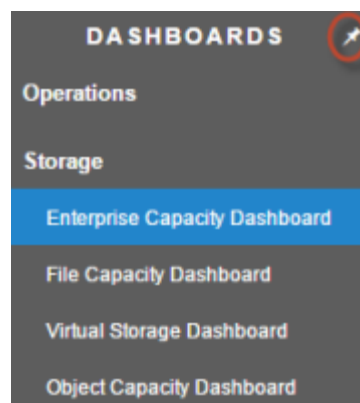 DASHBOARDS
Operations
Storage
Enterprise Capacity Dashboard
File Capacity Dashboard
Virtual Storage Dashboard
Object Capacity Dashboard